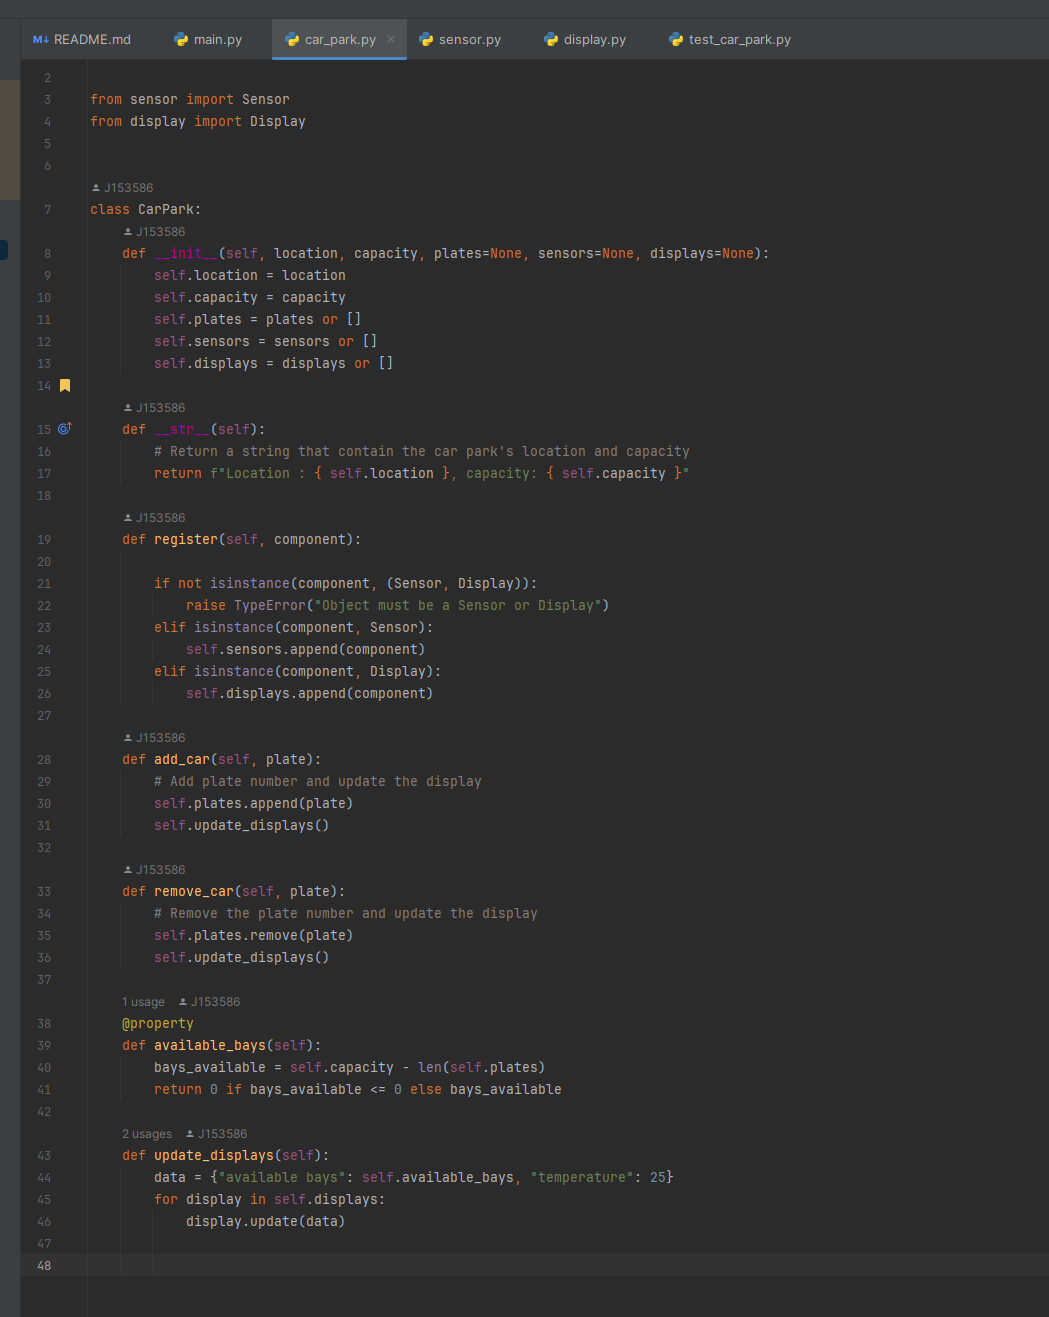 README.md main.py car_park.py sensor.py display.py test_car_park.py
2
3 from sensor import Sensor
4 from display import Display
5
6
J153586
7 class CarPark:
J153586
8     def __init__(self, location, capacity, plates=None, sensors=None, displays=None):
9         self.location = location
10         self.capacity = capacity
11         self.plates = plates or []
12         self.sensors = sensors or []
13         self.displays = displays or []
14
J153586
15     def __str__(self):
16         # Return a string that contain the car park's location and capacity
17         return f"Location : { self.location }, capacity: { self.capacity }"
18
J153586
19     def register(self, component):
20
21         if not isinstance(component, (Sensor, Display)):
22             raise TypeError("Object must be a Sensor or Display")
23         elif isinstance(component, Sensor):
24             self.sensors.append(component)
25         elif isinstance(component, Display):
26             self.displays.append(component)
27
J153586
28     def add_car(self, plate):
29         # Add plate number and update the display
30         self.plates.append(plate)
31         self.update_displays()
32
J153586
33     def remove_car(self, plate):
34         # Remove the plate number and update the display
35         self.plates.remove(plate)
36         self.update_displays()
37
1 usage J153586
38     @property
39     def available_bays(self):
40         bays_available = self.capacity - len(self.plates)
41         return 0 if bays_available <= 0 else bays_available
42
2 usages J153586
43     def update_displays(self):
44         data = {"available bays": self.available_bays, "temperature": 25}
45         for display in self.displays:
46             display.update(data)
47
48